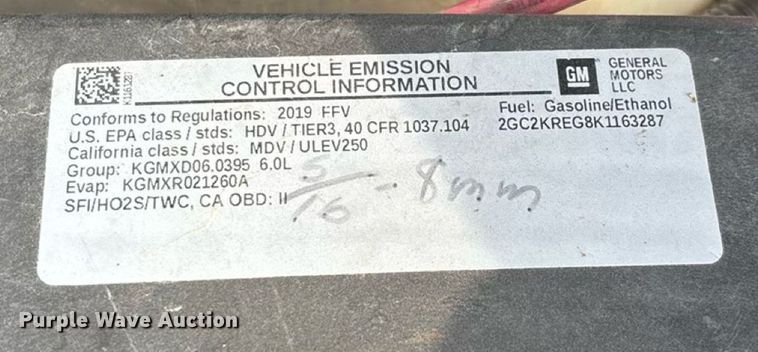 VEHICLE EMISSION
CONTROL INFORMATION
GM
GENERAL
MOTORS
LLC
Conforms to Regulations: 2019 FFV
U.S. EPA class / stds: HDV / TIER3, 40 CFR 1037.104
California class / stds: MDV / ULEV250
Group: KGMXD06.0395 6.0L
Evap: KGMXR021260A
SFI/HO2S/TWC, CA OBD: II
Fuel: Gasoline/Ethanol
2GC2KREG8K1163287
5/16 - 8mm
Purple Wave Auction